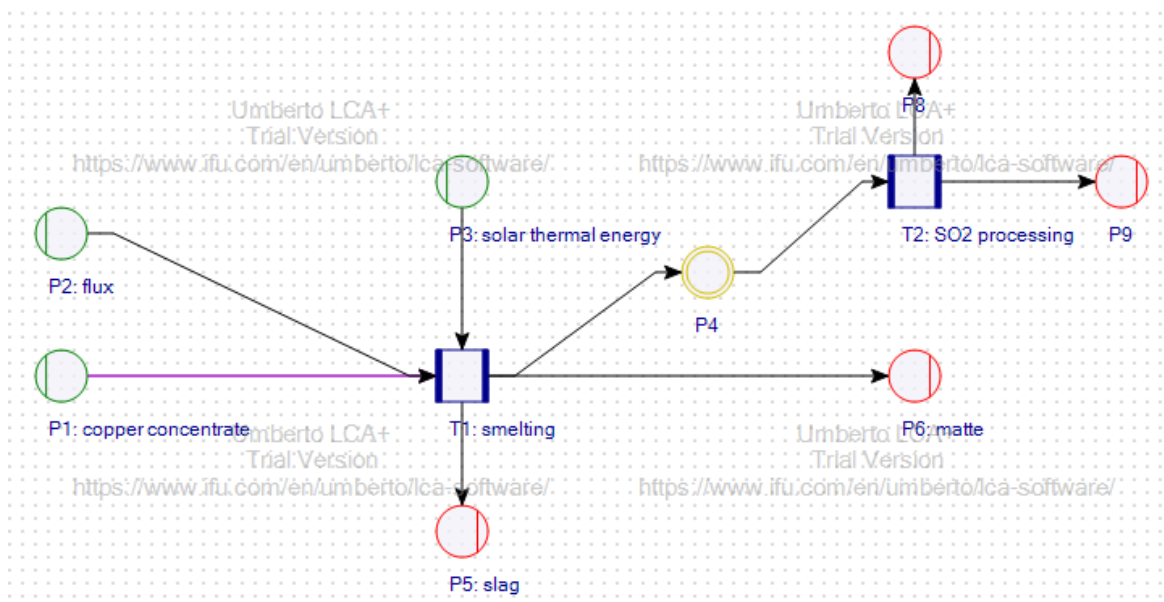 Umberto LCA+
Trial Version
https://www.ifu.com/en/umberto/lca-software/
Umberto LCA+
Trial Version
https://www.ifu.com/en/umberto/lca-software/
P8
P3: solar thermal energy
T2: SO2 processing
P9
P2: flux
P4
P1: copper concentrate
T1: smelting
P6: matte
Umberto LCA+
Trial Version
https://www.ifu.com/en/umberto/lca-software/
Umberto LCA+
Trial Version
https://www.ifu.com/en/umberto/lca-software/
P5: slag